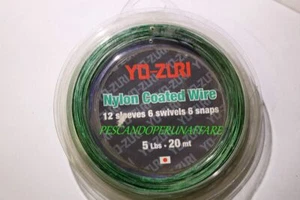 YO-ZURI
Nylon Coated Wire
12 sleeves 6 swivels 6 snaps
PESCANDOPERUNAFFARE
5 Lbs - 20 mt